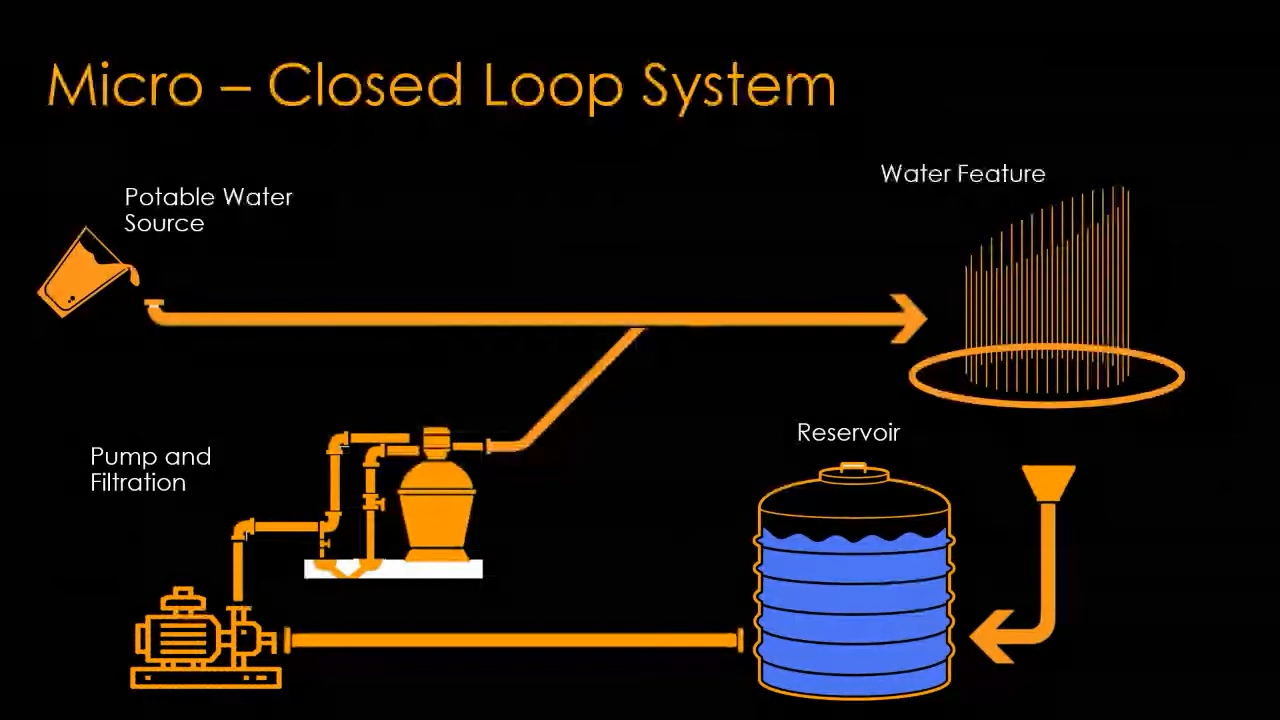 Micro – Closed Loop System
Potable Water
Source
Water Feature
Pump and
Filtration
Reservoir